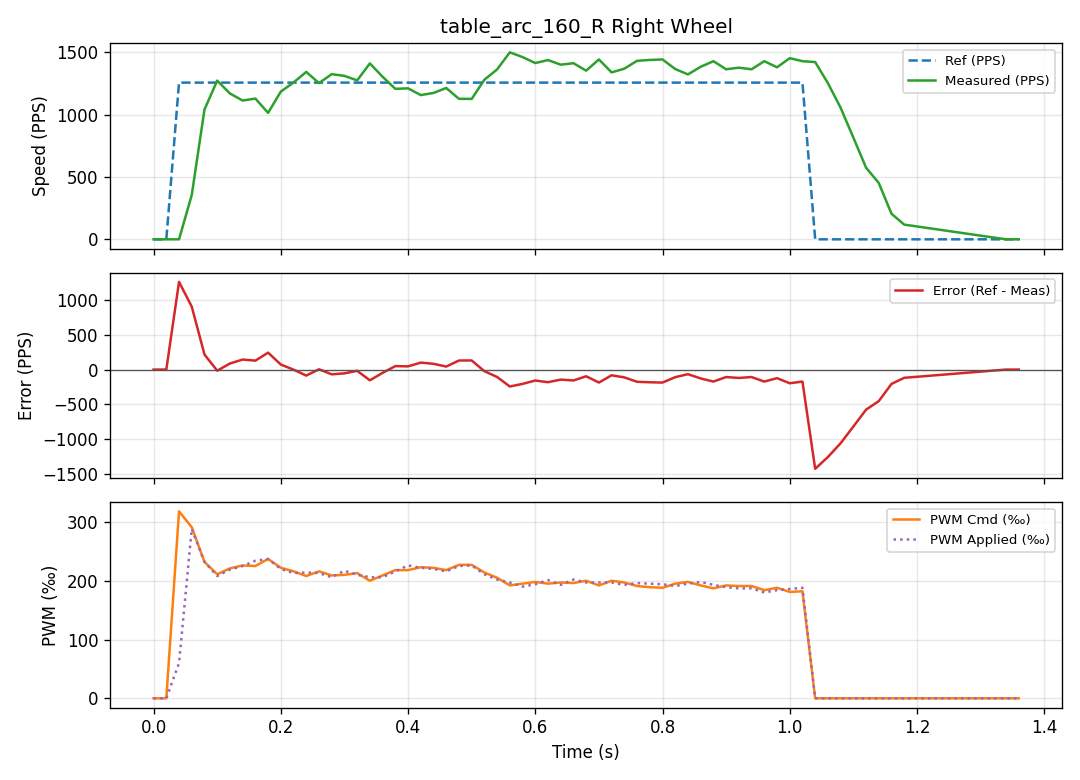 table_arc_160_R Right Wheel
1500
1000
500
0
Speed (PPS)
Ref (PPS)
Measured (PPS)
1000
500
0
−500
−1000
−1500
Error (PPS)
Error (Ref - Meas)
300
200
100
0
PWM (‰)
PWM Cmd (‰)
PWM Applied (‰)
0.0 0.2 0.4 0.6 0.8 1.0 1.2 1.4
Time (s)